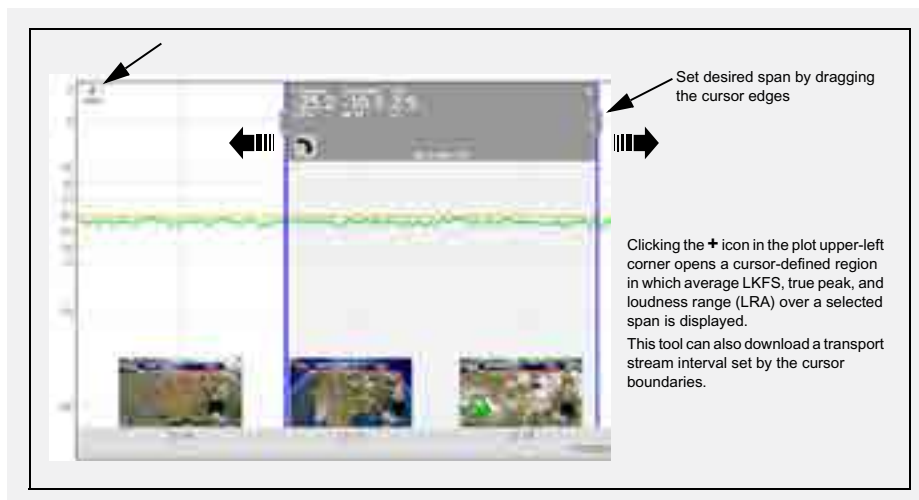 Set desired span by dragging
the cursor edges
Clicking the + icon in the plot upper-left
corner opens a cursor-defined region
in which average LKFS, true peak, and
loudness range (LRA) over a selected
span is displayed.
This tool can also download a transport
stream interval set by the cursor
boundaries.